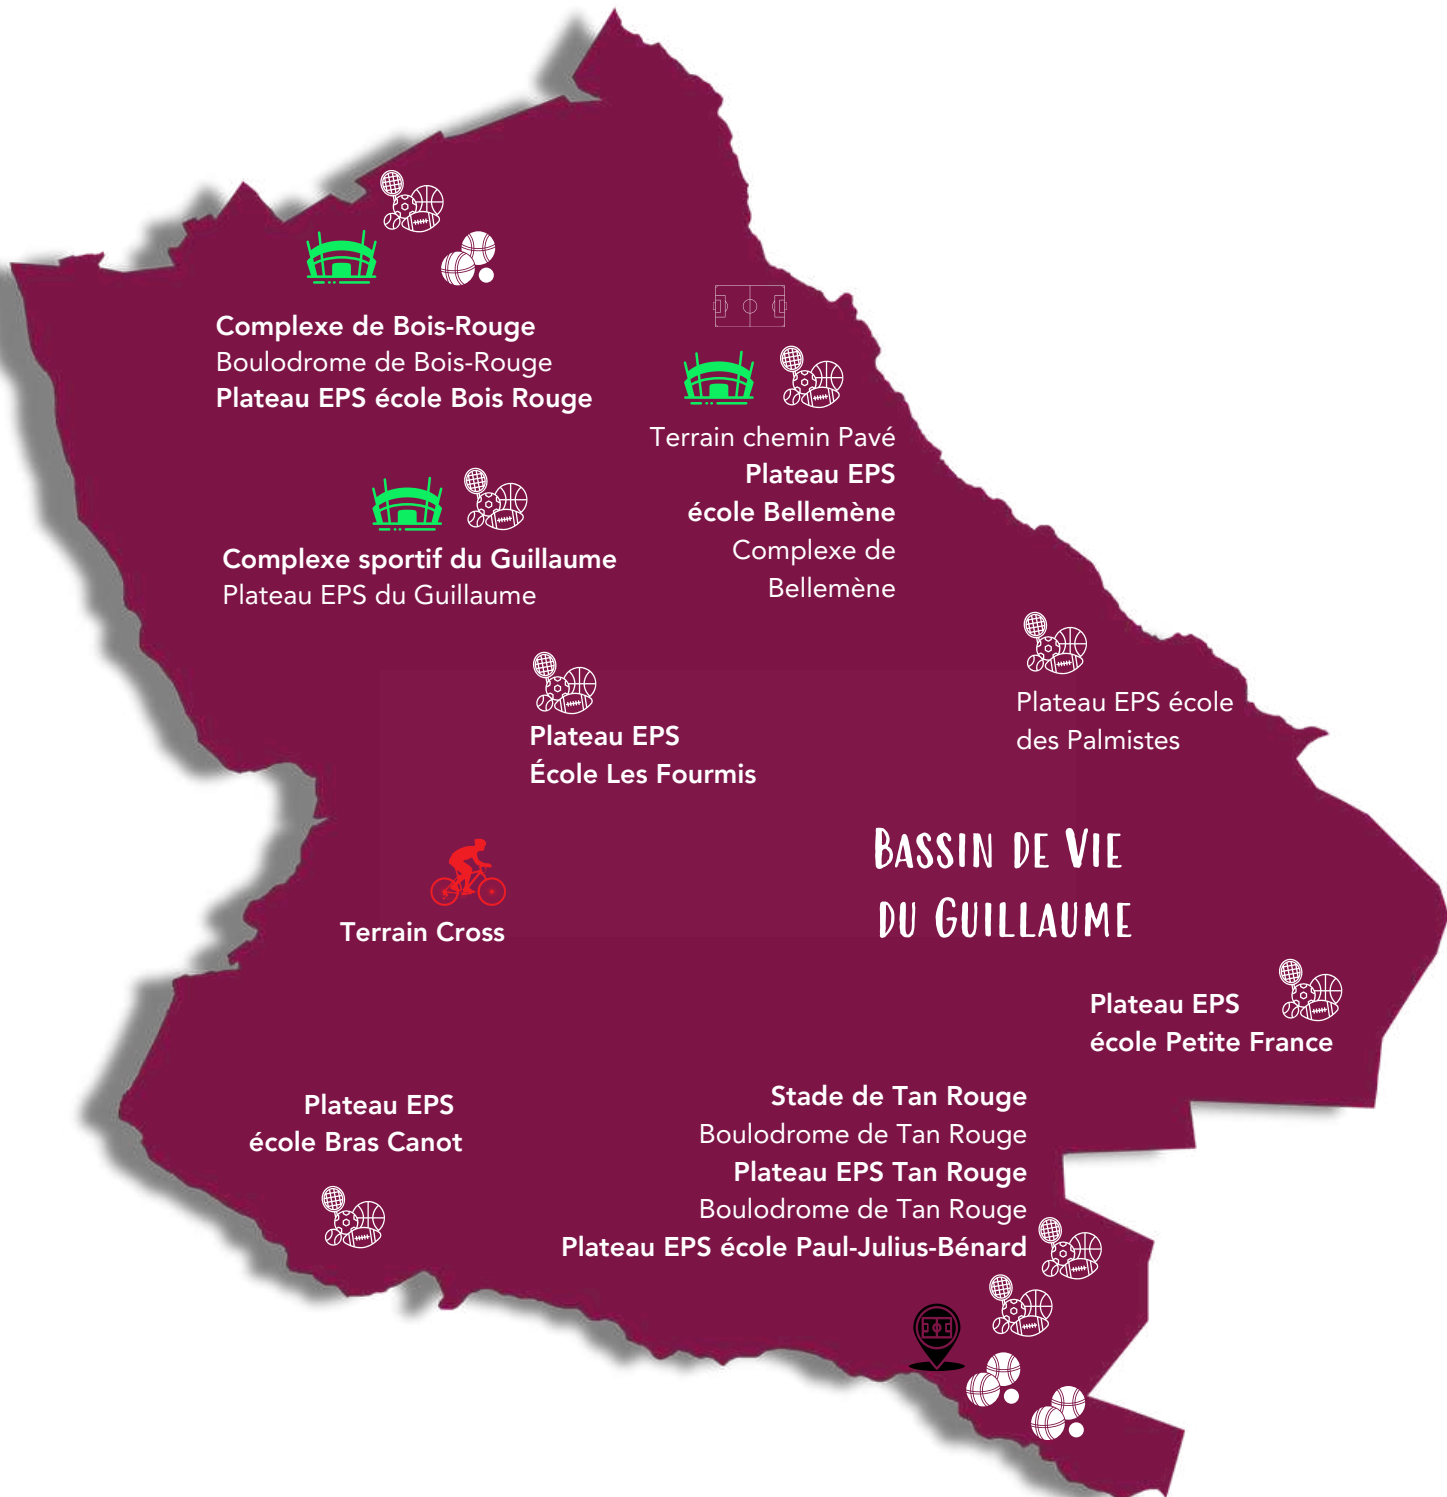 Complexe de Bois-Rouge
Boulodrome de Bois-Rouge
Plateau EPS école Bois Rouge
Terrain chemin Pavé
Plateau EPS
école Bellemène
Complexe de
Bellemène
Complexe sportif du Guillaume
Plateau EPS du Guillaume
Plateau EPS école
des Palmistes
Plateau EPS
École Les Fourmis
BASSIN DE VIE
DU GUILLAUME
Terrain Cross
Plateau EPS
école Petite France
Plateau EPS
école Bras Canot
Stade de Tan Rouge
Boulodrome de Tan Rouge
Plateau EPS Tan Rouge
Boulodrome de Tan Rouge
Plateau EPS école Paul-Julius-Bénard